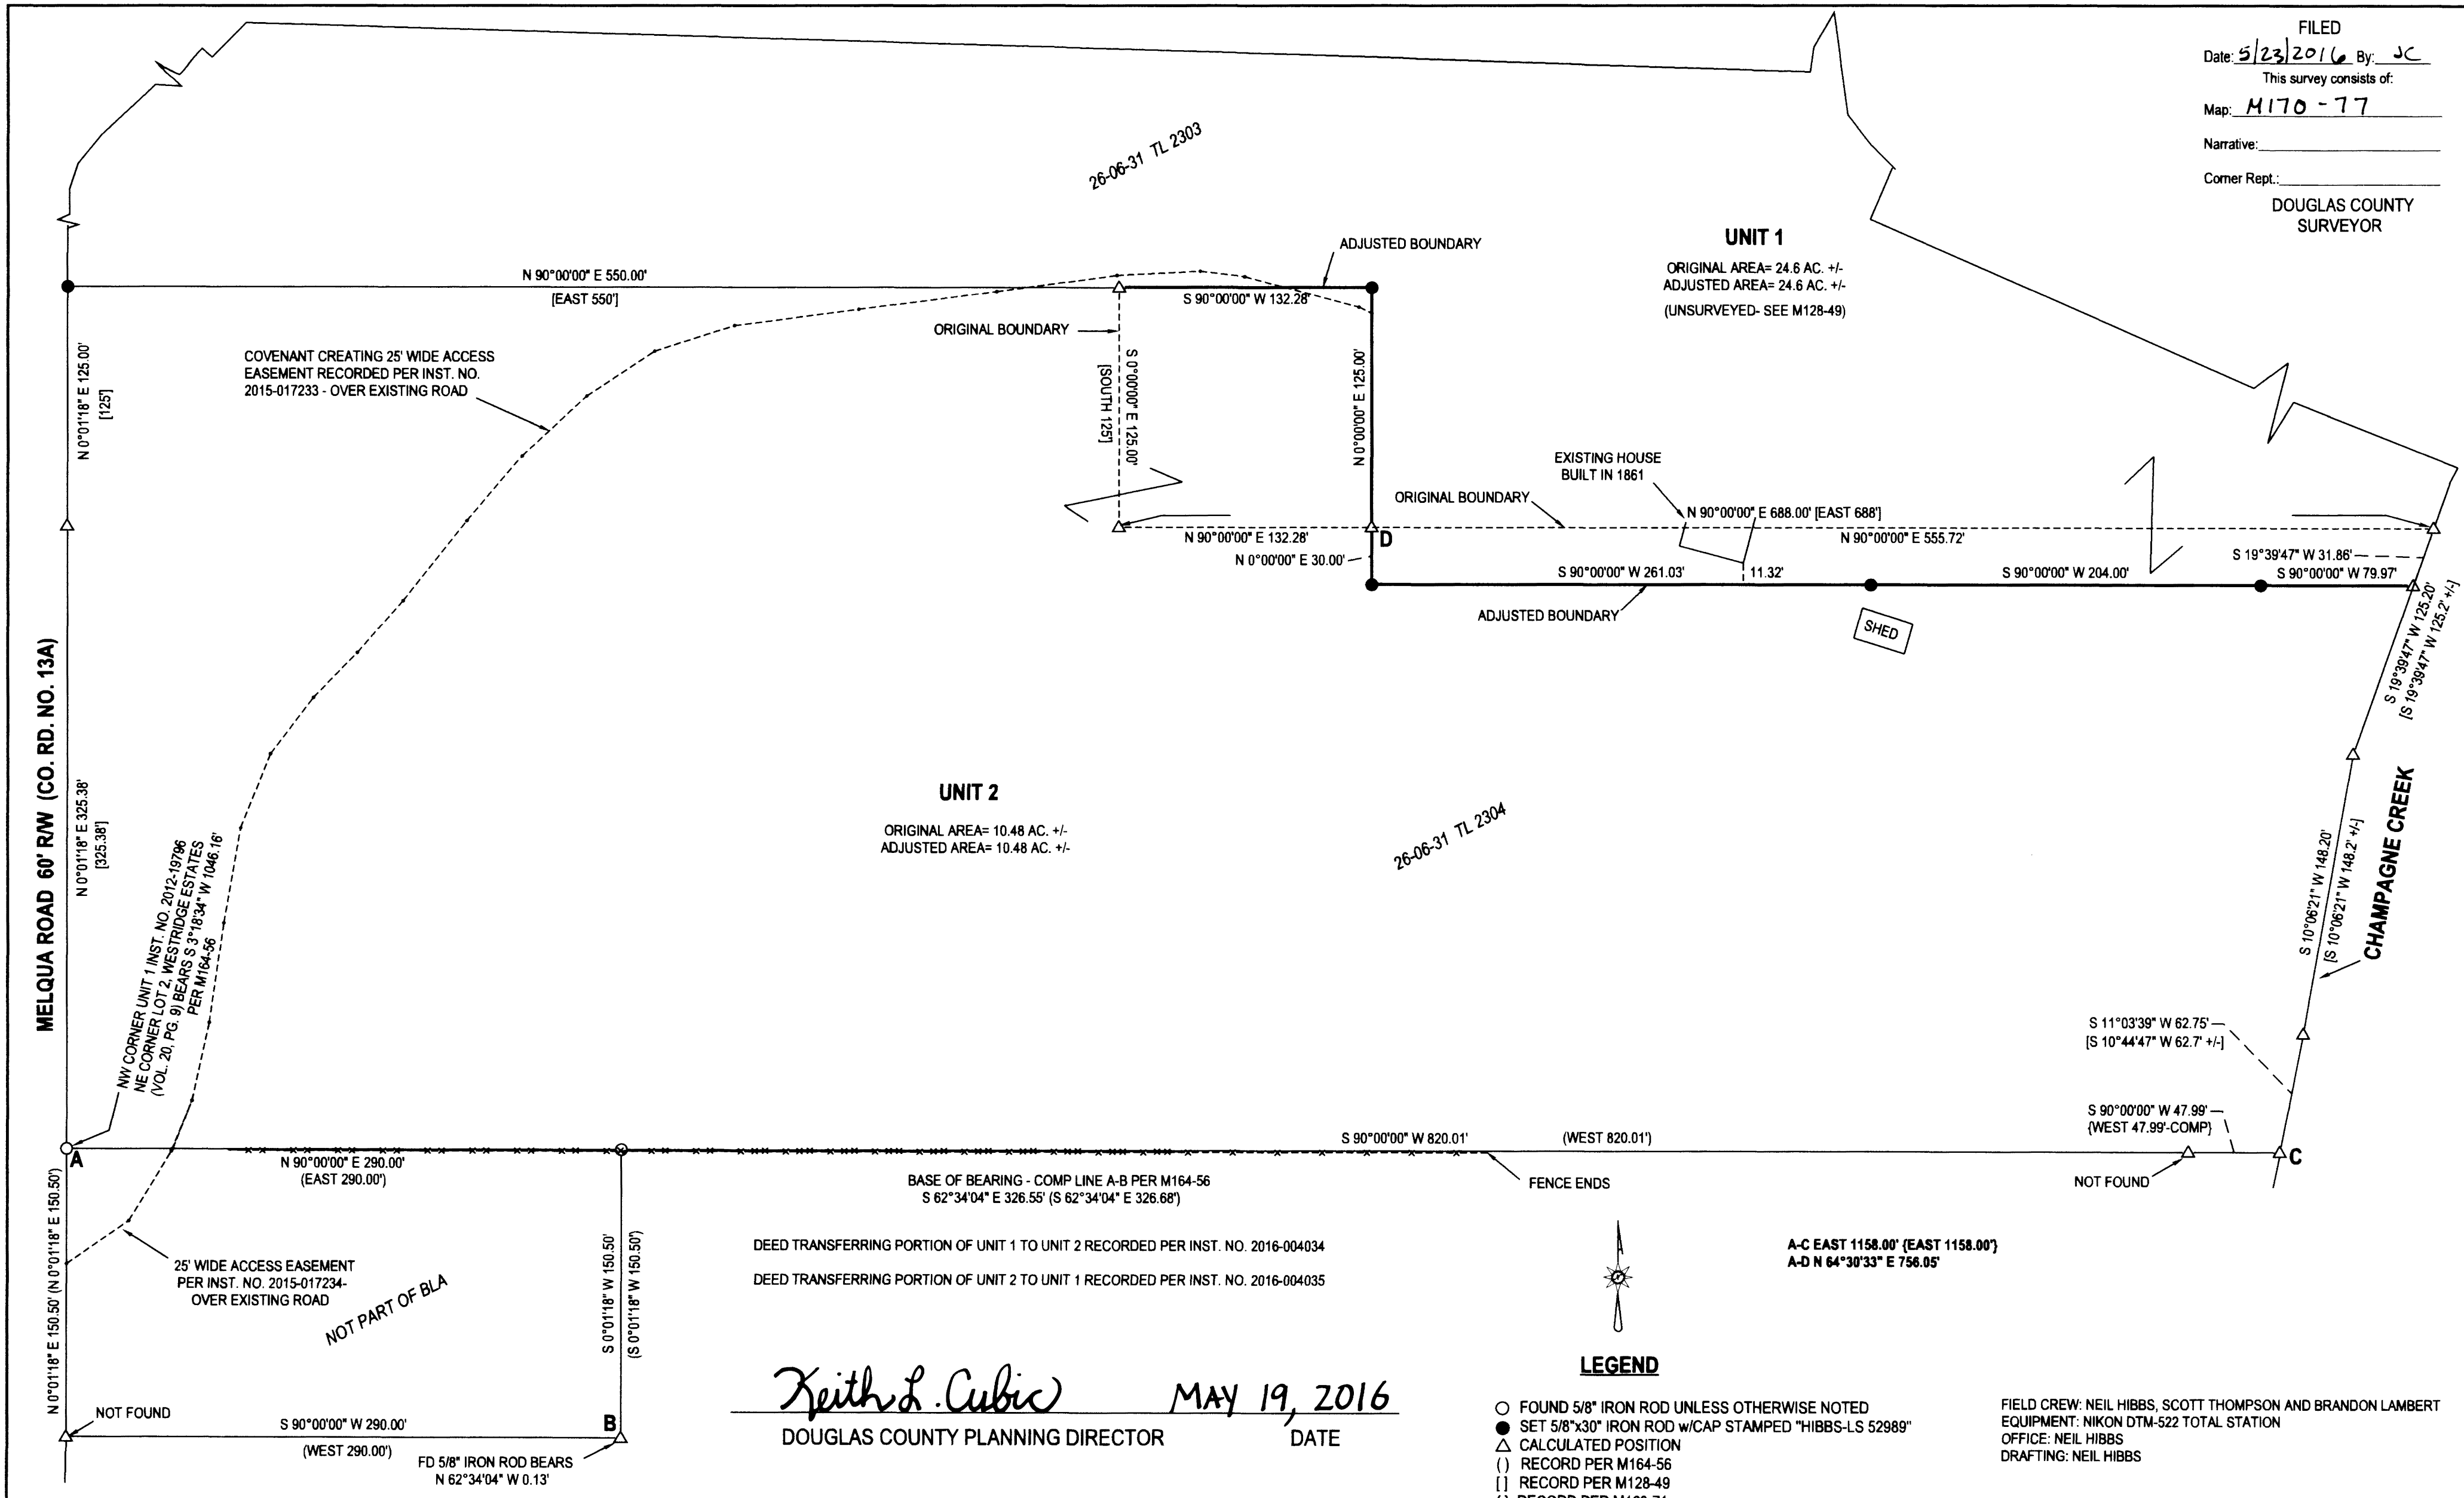 FILED
Date: 5/23/2016 By: JC
This survey consists of:
Map: M170-77
Narrative:
Corner Rept.:
DOUGLAS COUNTY
SURVEYOR
26-06-31 TL 2303
UNIT 1
ORIGINAL AREA= 24.6 AC. +/-
ADJUSTED AREA= 24.6 AC. +/-
(UNSURVEYED- SEE M128-49)
ADJUSTED BOUNDARY
N 90°00'00" E 550.00'
[EAST 550']
S 90°00'00" W 132.28'
ORIGINAL BOUNDARY
COVENANT CREATING 25' WIDE ACCESS
EASEMENT RECORDED PER INST. NO.
2015-017233 - OVER EXISTING ROAD
N 0°01'18" E 125.00'
[125']
S 0°00'00" E 125.00'
[SOUTH 125']
N 0°00'00" E 125.00'
EXISTING HOUSE
BUILT IN 1861
ORIGINAL BOUNDARY
N 90°00'00" E 688.00' [EAST 688']
N 90°00'00" E 132.28'
D
N 90°00'00" E 555.72'
N 0°00'00" E 30.00'
S 19°39'47" W 31.86'
S 90°00'00" W 261.03'
11.32'
S 90°00'00" W 204.00'
S 90°00'00" W 79.97'
ADJUSTED BOUNDARY
SHED
S 19°39'47" W 125.20'
[S 19°39'47" W 125.2' +/-]
MELQUA ROAD 60' R/W (CO. RD. NO. 13A)
N 0°01'18" E 325.38'
[325.38']
UNIT 2
ORIGINAL AREA= 10.48 AC. +/-
ADJUSTED AREA= 10.48 AC. +/-
26-06-31 TL 2304
S 10°06'21" W 148.20'
[S 10°06'21" W 148.2' +/-]
CHAMPAGNE CREEK
NW CORNER UNIT 1 INST. NO. 2012-19796
NE CORNER LOT 2, WESTRIDGE ESTATES
(VOL. 20, PG. 9) BEARS S 3°18'34" W 1046.16'
PER M164-56
S 11°03'39" W 62.75'
[S 10°44'47" W 62.7' +/-]
S 90°00'00" W 47.99'
{WEST 47.99'-COMP}
A
N 90°00'00" E 290.00'
(EAST 290.00')
S 90°00'00" W 820.01'
(WEST 820.01')
C
BASE OF BEARING - COMP LINE A-B PER M164-56
S 62°34'04" E 326.55' (S 62°34'04" E 326.68')
FENCE ENDS
NOT FOUND
N 0°01'18" E 150.50' (N 0°01'18" E 150.50')
25' WIDE ACCESS EASEMENT
PER INST. NO. 2015-017234-
OVER EXISTING ROAD
NOT PART OF BLA
S 0°01'18" W 150.50'
(S 0°01'18" W 150.50')
DEED TRANSFERRING PORTION OF UNIT 1 TO UNIT 2 RECORDED PER INST. NO. 2016-004034
DEED TRANSFERRING PORTION OF UNIT 2 TO UNIT 1 RECORDED PER INST. NO. 2016-004035
A-C EAST 1158.00' {EAST 1158.00'}
A-D N 64°30'33" E 756.05'
NOT FOUND
S 90°00'00" W 290.00'
(WEST 290.00')
B
FD 5/8" IRON ROD BEARS
N 62°34'04" W 0.13'
Keith L. Cubic MAY 19, 2016
DOUGLAS COUNTY PLANNING DIRECTOR DATE
LEGEND
FOUND 5/8" IRON ROD UNLESS OTHERWISE NOTED
SET 5/8"x30" IRON ROD w/CAP STAMPED "HIBBS-LS 52989"
CALCULATED POSITION
( ) RECORD PER M164-56
[ ] RECORD PER M128-49
FIELD CREW: NEIL HIBBS, SCOTT THOMPSON AND BRANDON LAMBERT
EQUIPMENT: NIKON DTM-522 TOTAL STATION
OFFICE: NEIL HIBBS
DRAFTING: NEIL HIBBS